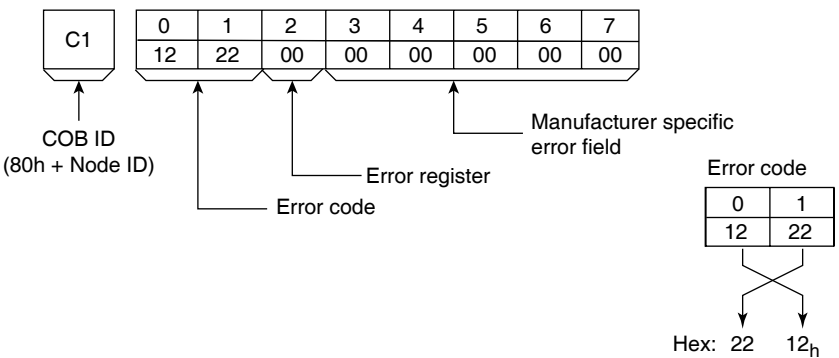 C1
0 1 2 3 4 5 6 7
12 22 00 00 00 00 00 00
COB ID
(80h + Node ID)
Manufacturer specific
error field
Error register
Error code
Error code
0 1
12 22
Hex: 22 12h